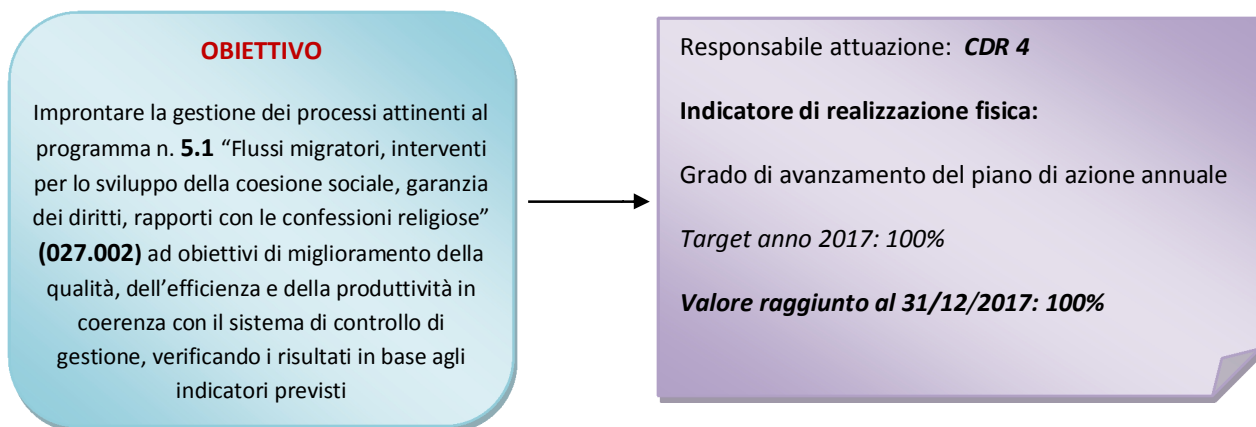 OBIETTIVO
Improntare la gestione dei processi attinenti al
programma n. 5.1 “Flussi migratori, interventi
per lo sviluppo della coesione sociale, garanzia
dei diritti, rapporti con le confessioni religiose”
(027.002) ad obiettivi di miglioramento della
qualità, dell’efficienza e della produttività in
coerenza con il sistema di controllo di
gestione, verificando i risultati in base agli
indicatori previsti
Responsabile attuazione: CDR 4
Indicatore di realizzazione fisica:
Grado di avanzamento del piano di azione annuale
Target anno 2017: 100%
Valore raggiunto al 31/12/2017: 100%